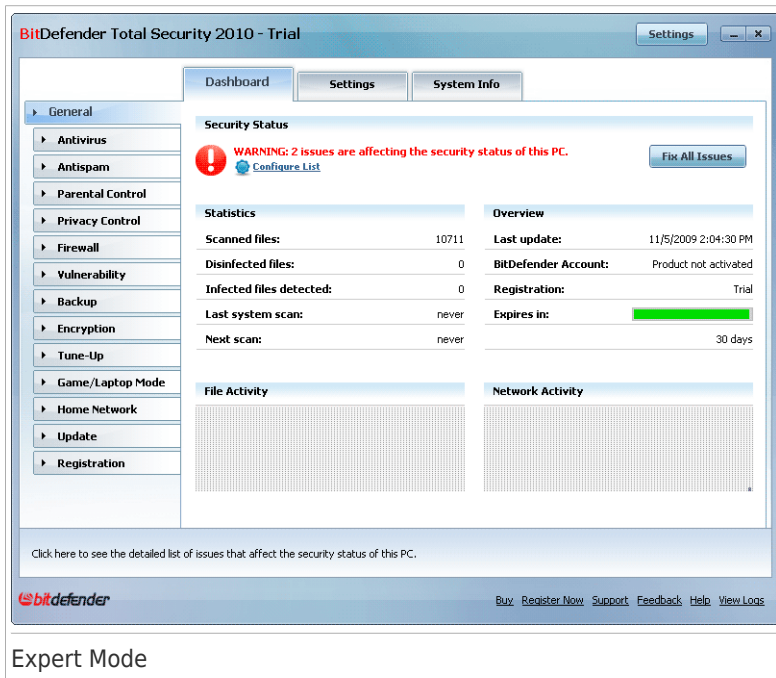 BitDefender Total Security 2010 - Trial
Settings
Dashboard
Settings
System Info
General
Antivirus
Antispam
Parental Control
Privacy Control
Firewall
Vulnerability
Backup
Encryption
Tune-Up
Game/Laptop Mode
Home Network
Update
Registration
Security Status
WARNING: 2 issues are affecting the security status of this PC.
Configure List
Fix All Issues
Statistics
Scanned files: 10711
Disinfected files: 0
Infected files detected: 0
Last system scan: never
Next scan: never
Overview
Last update: 11/5/2009 2:04:30 PM
BitDefender Account: Product not activated
Registration: Trial
Expires in:
30 days
File Activity
Network Activity
Click here to see the detailed list of issues that affect the security status of this PC.
bitdefender
Buy Register Now Support Feedback Help View Logs
Expert Mode